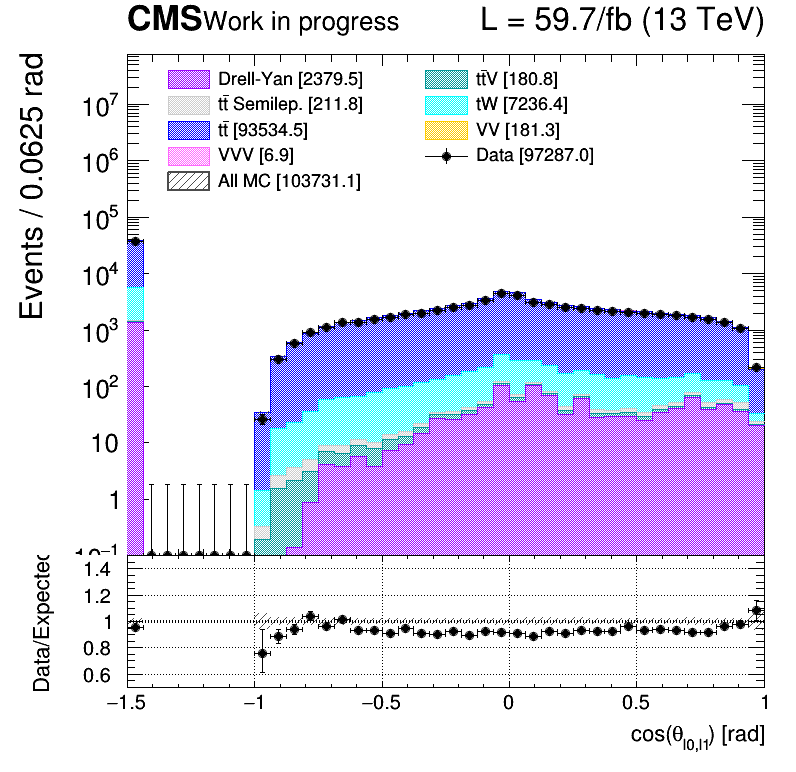 CMS Work in progress L = 59.7/fb (13 TeV)
Events / 0.0625 rad
Drell-Yan [2379.5]
tt̄ Semilep. [211.8]
tt̄ [93534.5]
VVV [6.9]
All MC [103731.1]
tt̄V [180.8]
tW [7236.4]
VV [181.3]
Data [97287.0]
10⁷
10⁶
10⁵
10⁴
10³
10²
10
1
10⁻¹
Data/Expected
1.4
1.2
1
0.8
0.6
−1.5 −1 −0.5 0 0.5 1
cos(θ_l0,l1) [rad]